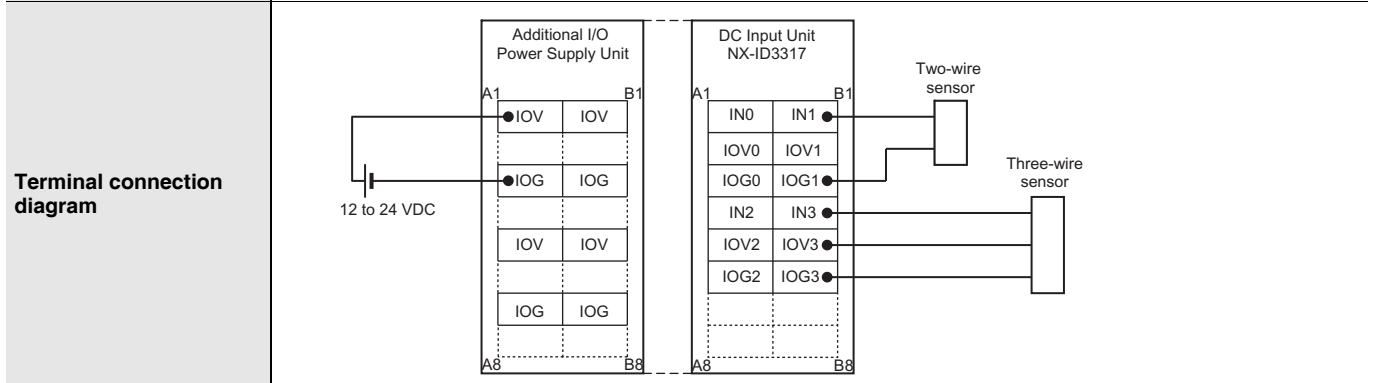 Terminal connection
diagram
Additional I/O
Power Supply Unit
A1
B1
IOV IOV
IOG IOG
IOV IOV
IOG IOG
A8
B8
12 to 24 VDC
DC Input Unit
NX-ID3317
A1
B1
IN0 IN1
IOV0 IOV1
IOG0 IOG1
IN2 IN3
IOV2 IOV3
IOG2 IOG3
A8
B8
Two-wire
sensor
Three-wire
sensor